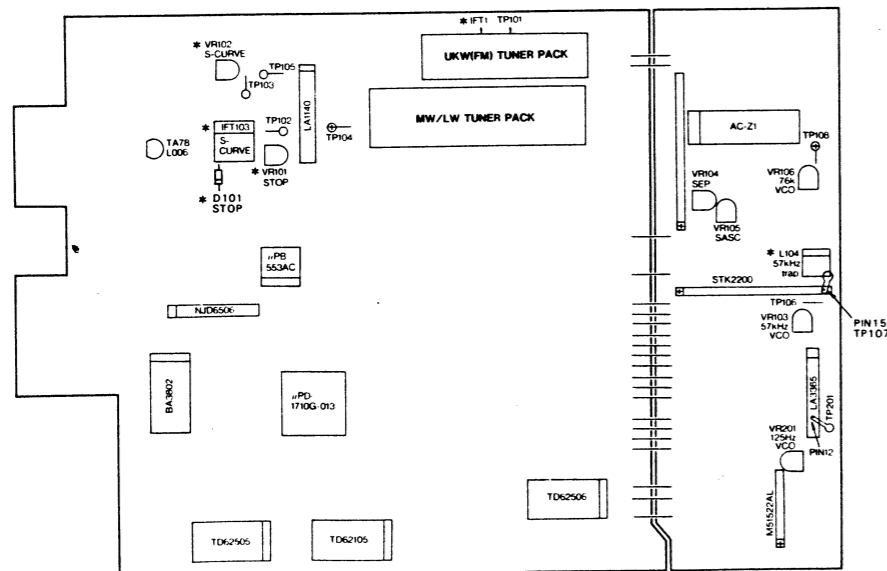 * IFT1 TP101
UKW(FM) TUNER PACK
MW/LW TUNER PACK
* VR102
S-CURVE
TP105
TP103
LA1140
TP102
TP104
* IFT103
S-
CURVE
TA78
L006
* VR101
STOP
* D101
STOP
μPB
553AC
NJD6506
BA3802
μPD-
1710G-013
TD62505
TD62105
TD62506
AC-Z1
TP108
VR104
SEP
VR106
76k
VCO
VR105
SASC
* L104
57kHz
trap
STK2200
TP106
PIN15
TP107
VR103
57kHz
VCO
LA3365
TP201
VR201
125Hz
VCO
PIN12
M51522AL